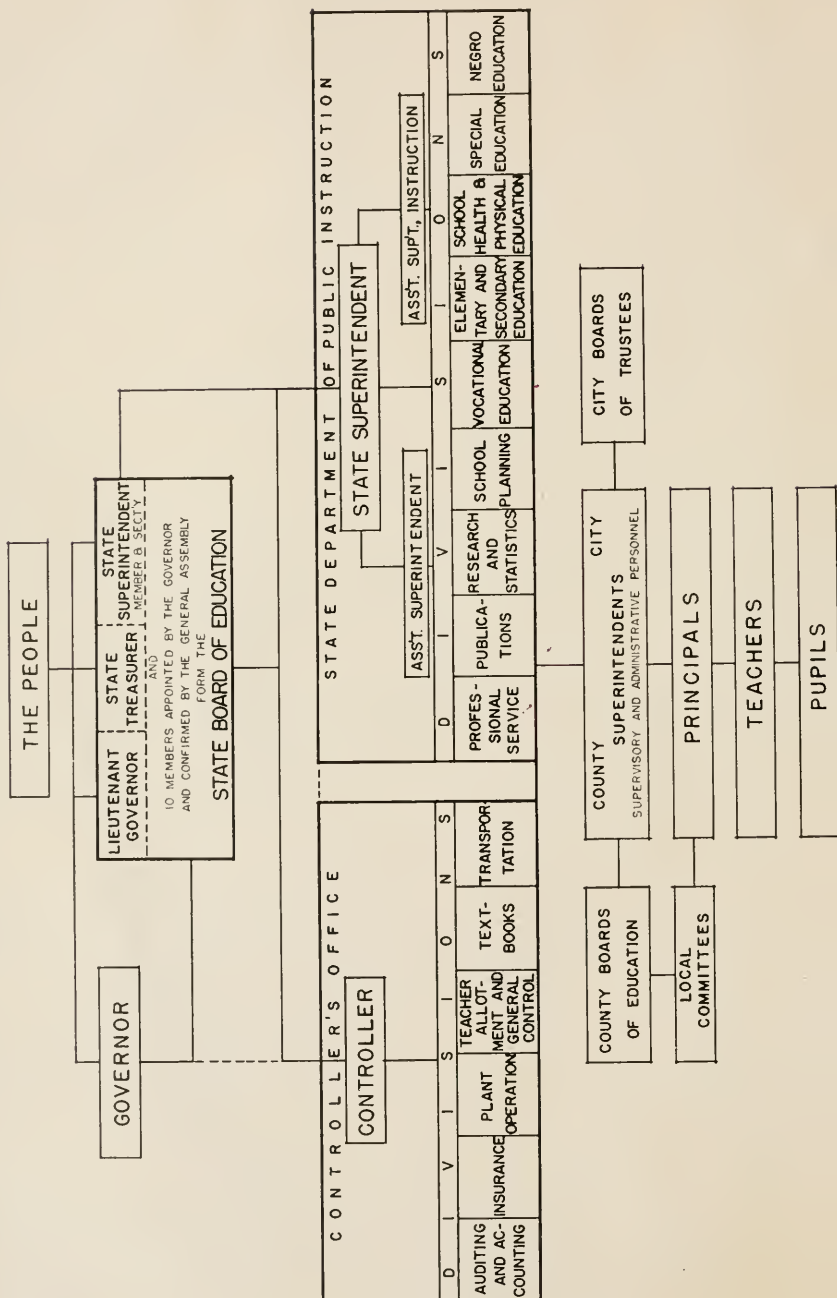 THE PEOPLE
GOVERNOR
LIEUTENANT
GOVERNOR
STATE
TREASURER
STATE
SUPERINTENDENT
MEMBER & SECT'Y
AND
10 MEMBERS APPOINTED BY THE GOVERNOR
AND CONFIRMED BY THE GENERAL ASSEMBLY
FORM THE
STATE BOARD OF EDUCATION
CONTROLLER'S OFFICE
CONTROLLER
DIVISIONS
AUDITING
AND AC-
COUNTING
INSURANCE
PLANT
OPERATION
TEACHER
ALLOT-
MENT AND
GENERAL
CONTROL
TEXT-
BOOKS
TRANSPOR-
TATION
STATE DEPARTMENT OF PUBLIC INSTRUCTION
STATE SUPERINTENDENT
ASS'T. SUPERINTENDENT
ASS'T. SUP'T., INSTRUCTION
DIVISIONS
PROFES-
SIONAL
SERVICE
PUBLICA-
TIONS
RESEARCH
AND
STATISTICS
SCHOOL
PLANNING
VOCATIONAL
EDUCATION
ELEMEN-
TARY AND
SECONDARY
EDUCATION
SCHOOL
HEALTH &
PHYSICAL
EDUCATION
SPECIAL
EDUCATION
NEGRO
EDUCATION
COUNTY BOARDS
OF EDUCATION
COUNTY CITY
SUPERINTENDENTS
SUPERVISORY AND ADMINISTRATIVE PERSONNEL
CITY BOARDS
OF TRUSTEES
LOCAL
COMMITTEES
PRINCIPALS
TEACHERS
PUPILS